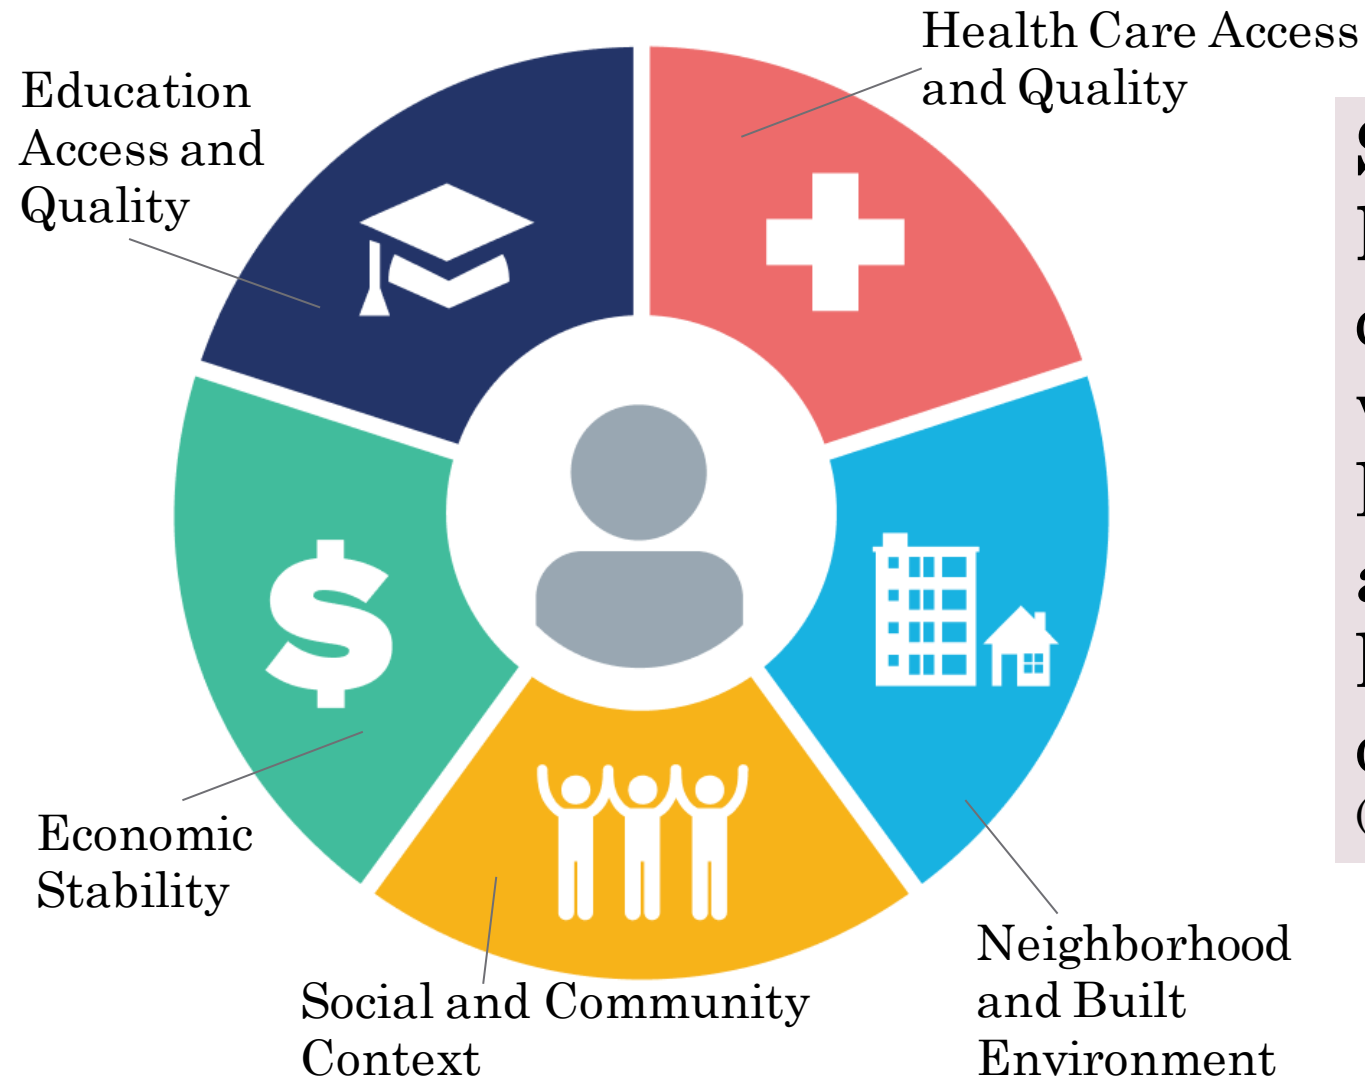 Health Care Access
and Quality
Education
Access and
Quality
Economic
Stability
Social and Community
Context
Neighborhood
and Built
Environment
$